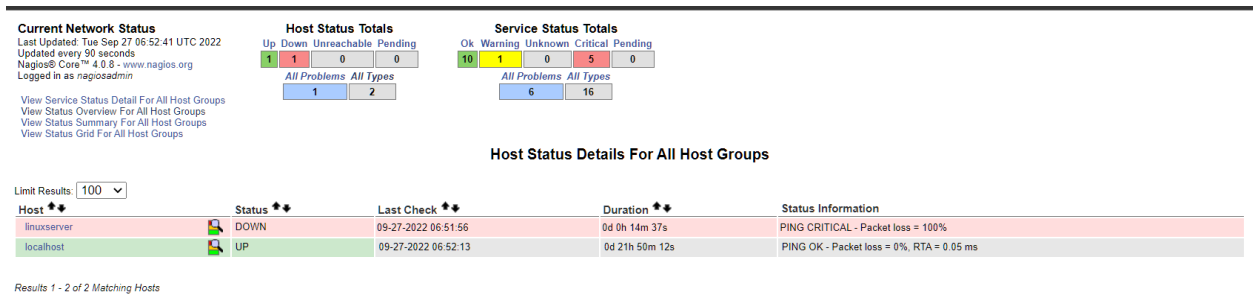 Current Network Status
Last Updated: Tue Sep 27 06:52:41 UTC 2022
Updated every 90 seconds
Nagios® Core™ 4.0.8 - www.nagios.org
Logged in as nagiosadmin
View Service Status Detail For All Host Groups
View Status Overview For All Host Groups
View Status Summary For All Host Groups
View Status Grid For All Host Groups
Host Status Totals
Up Down Unreachable Pending
1 1 0 0
All Problems All Types
1 2
Service Status Totals
Ok Warning Unknown Critical Pending
10 1 0 5 0
All Problems All Types
6 16
Host Status Details For All Host Groups
Limit Results: 100
Host Status Last Check Duration Status Information
linuxserver DOWN 09-27-2022 06:51:56 0d 0h 14m 37s PING CRITICAL - Packet loss = 100%
localhost UP 09-27-2022 06:52:13 0d 21h 50m 12s PING OK - Packet loss = 0%, RTA = 0.05 ms
Results 1 - 2 of 2 Matching Hosts